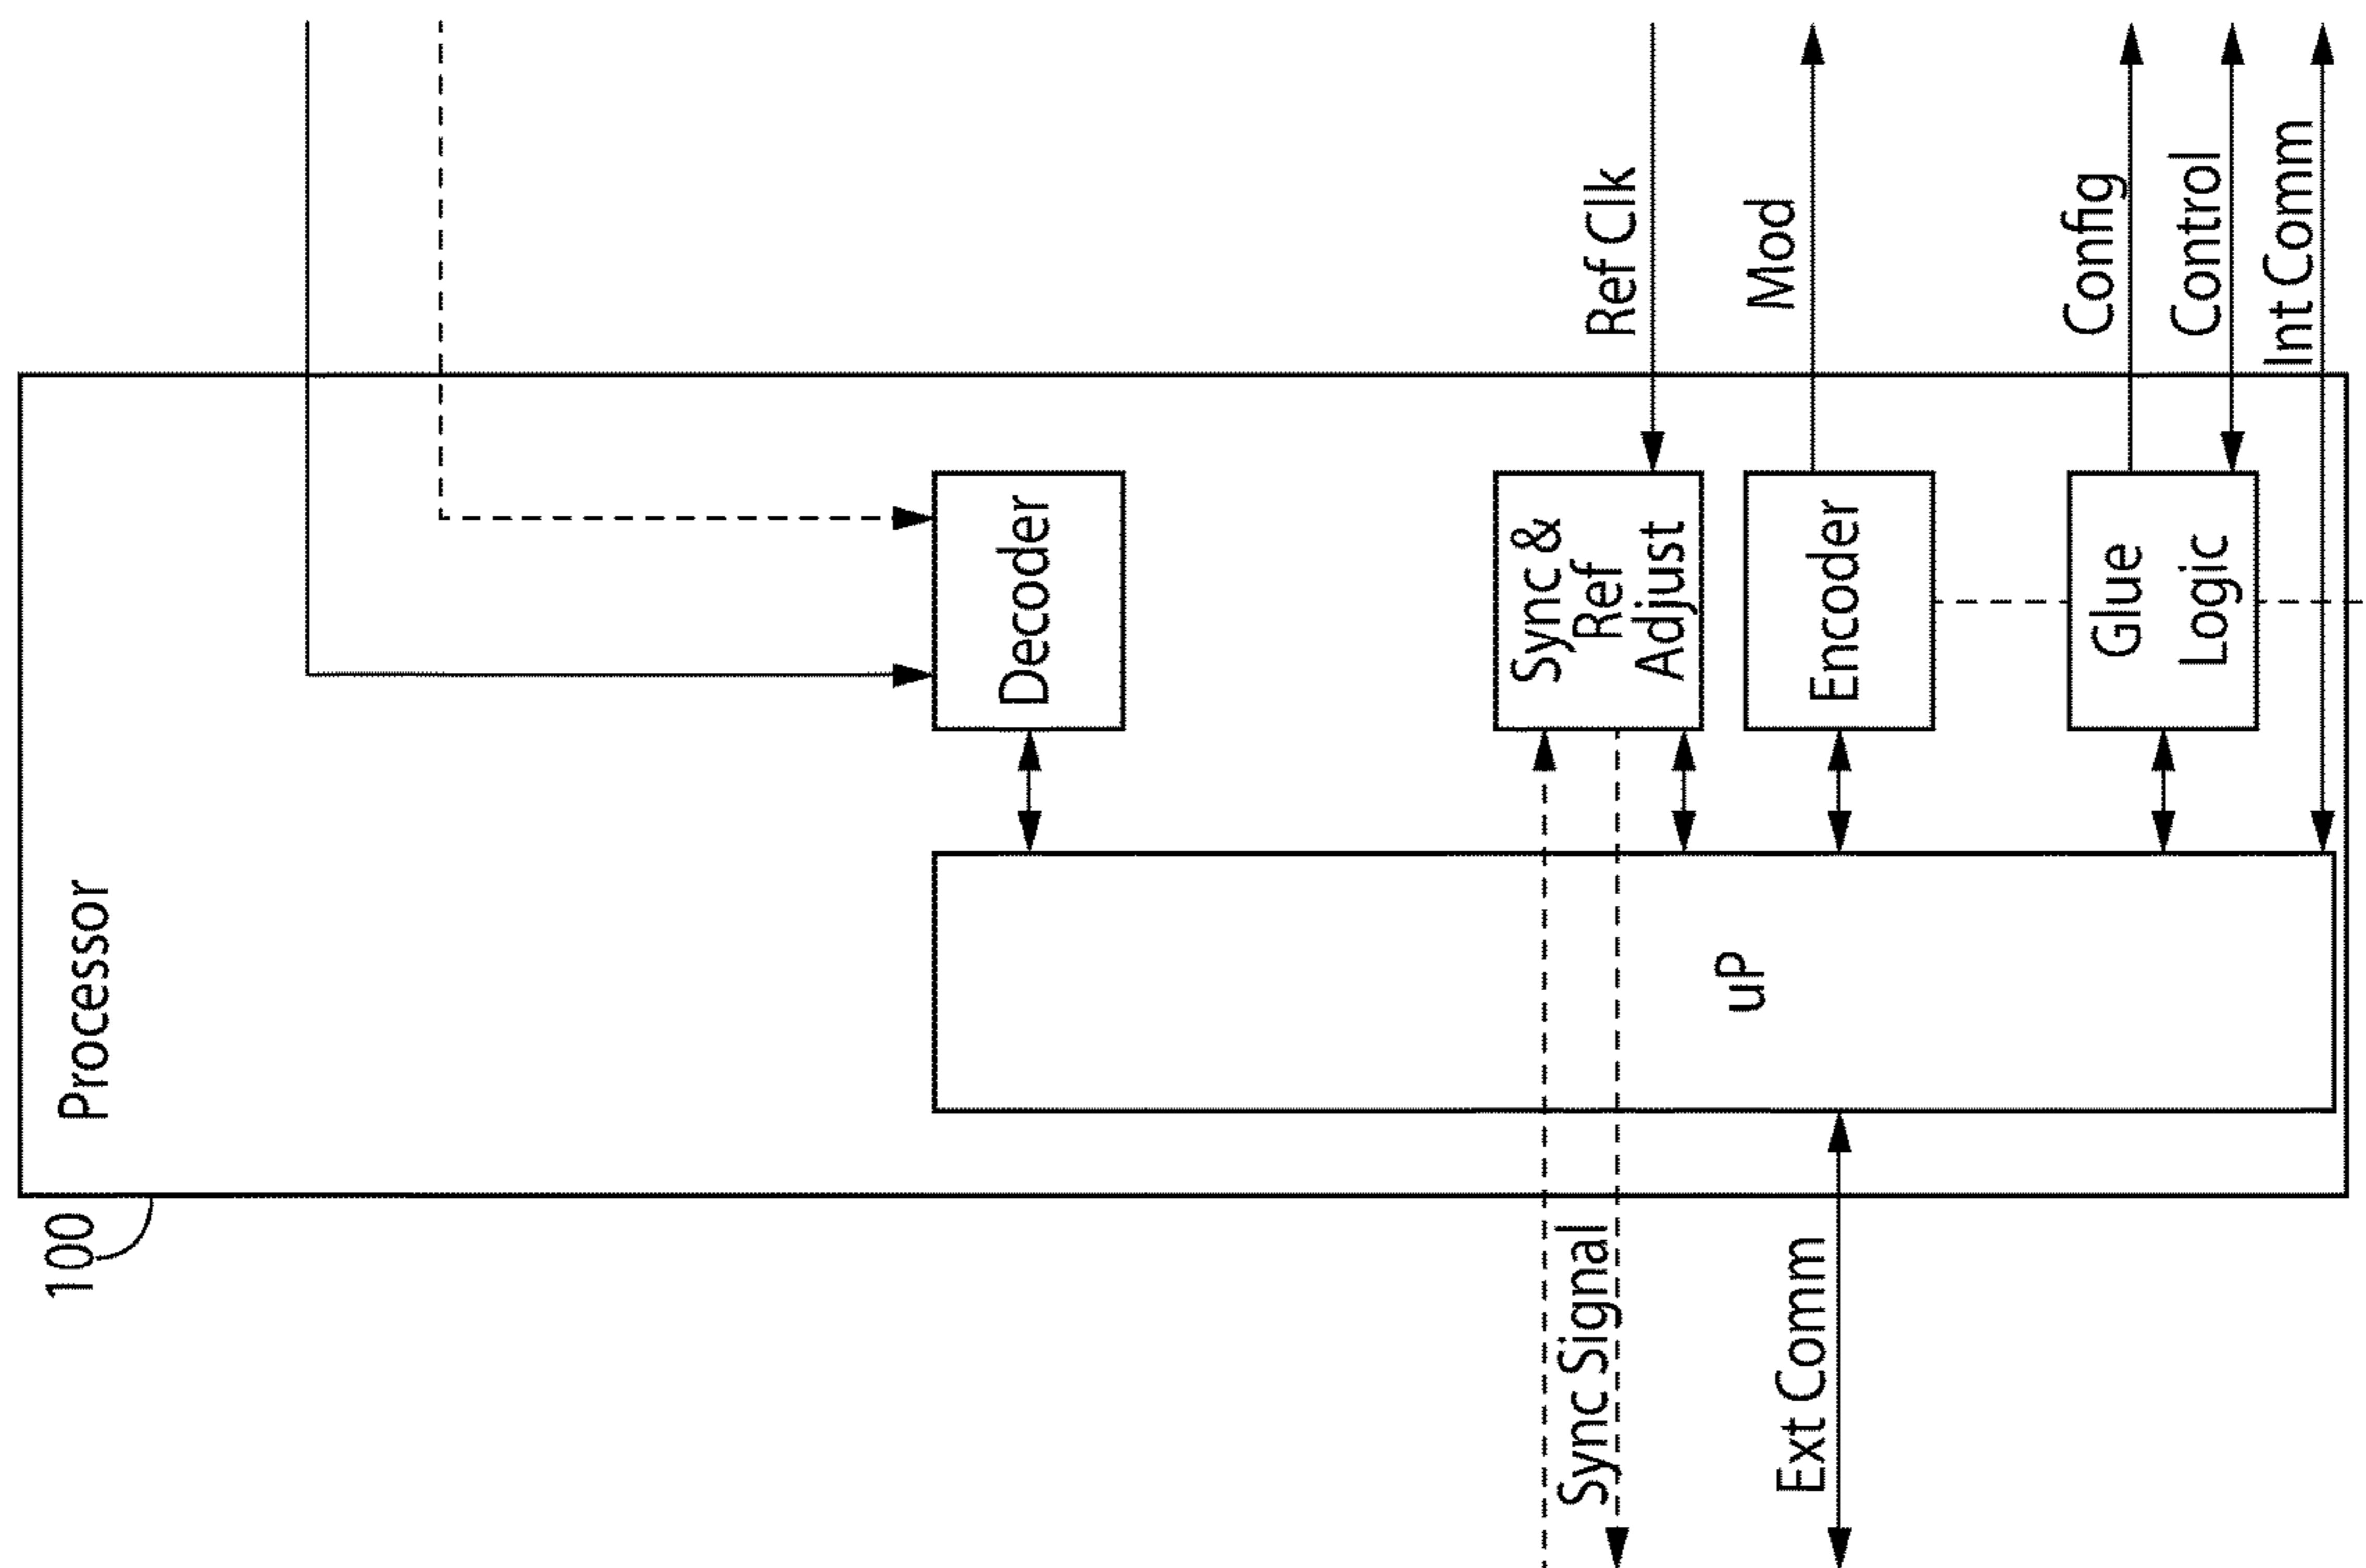 100
Processor
Decoder
Sync &
Ref
Adjust
Encoder
Glue
Logic
uP
Ref Clk
Mod
Config
Control
Int Comm
Sync Signal
Ext Comm